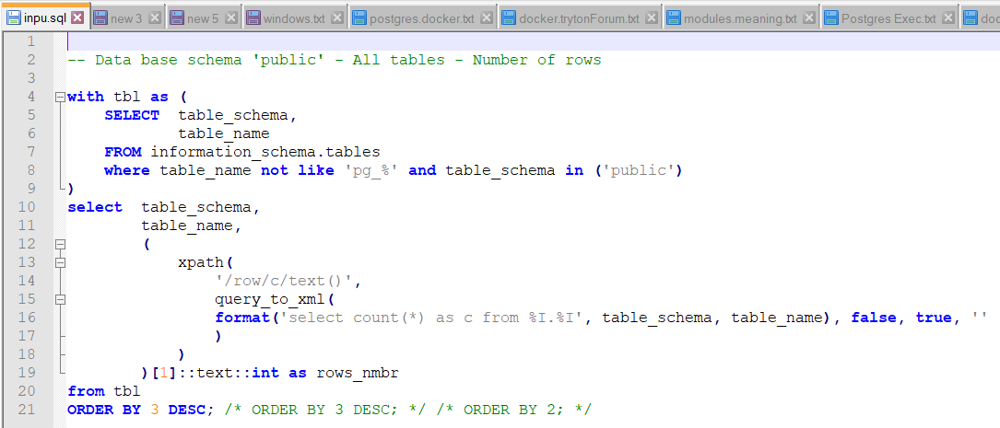 inpu.sql new 3 new 5 windows.txt postgres.docker.txt docker.trytonForum.txt modules.meaning.txt Postgres Exec.txt doc
1
2 -- Data base schema 'public' - All tables - Number of rows
3
4 with tbl as (
5 SELECT table_schema,
6 table_name
7 FROM information_schema.tables
8 where table_name not like 'pg_%' and table_schema in ('public')
9 )
10 select table_schema,
11 table_name,
12 (
13 xpath(
14 '/row/c/text()',
15 query_to_xml(
16 format('select count(*) as c from %I.%I', table_schema, table_name), false, true, ''
17 )
18 )
19 )[1]::text::int as rows_nmbr
20 from tbl
21 ORDER BY 3 DESC; /* ORDER BY 3 DESC; */ /* ORDER BY 2; */